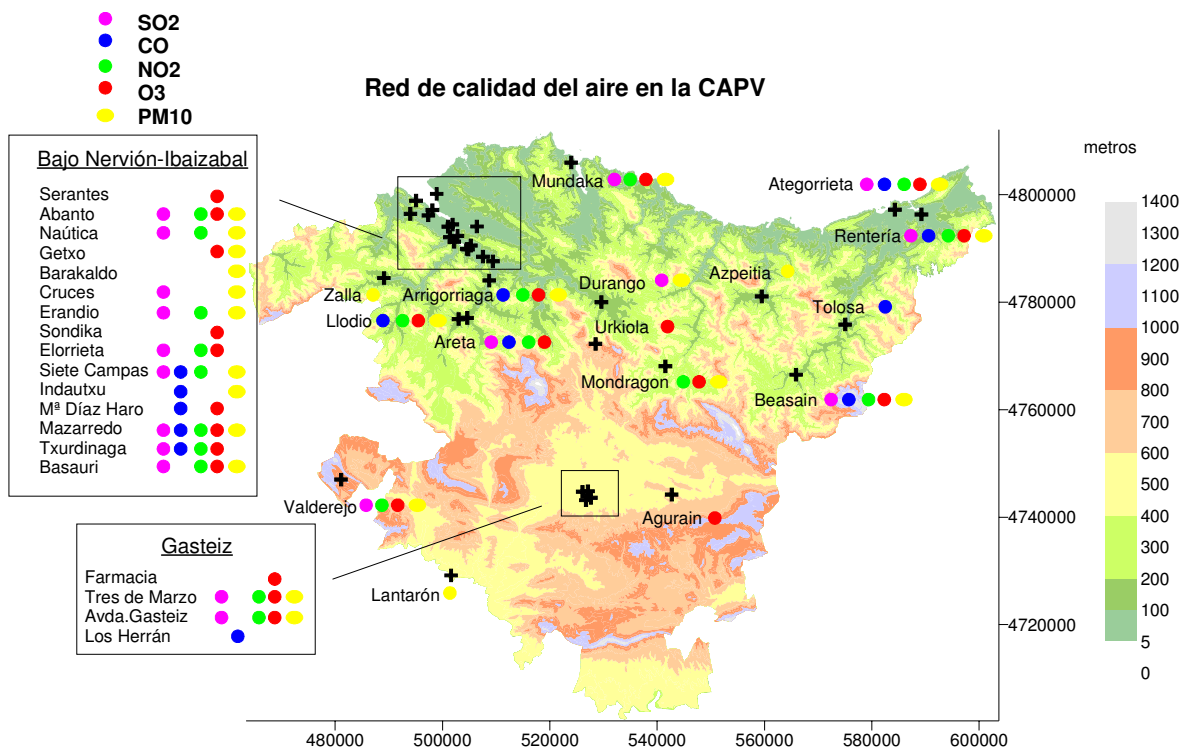 SO2
CO
NO2
O3
PM10
Red de calidad del aire en la CAPV
Bajo Nervión-Ibaizabal
Serantes
Abanto
Naútica
Getxo
Barakaldo
Cruces
Erandio
Sondika
Elorrieta
Siete Campas
Indautxu
Mª Díaz Haro
Mazarredo
Txurdinaga
Basauri
Gasteiz
Farmacia
Tres de Marzo
Avda.Gasteiz
Los Herrán
Mundaka
Ategorrieta
Rentería
Durango
Azpeitia
Zalla
Arrigorriaga
Tolosa
Llodio
Urkiola
Areta
Mondragon
Beasain
Valderejo
Agurain
Lantarón
4800000
4780000
4760000
4740000
4720000
480000
500000
520000
540000
560000
580000
600000
metros
1400
1300
1200
1100
1000
900
800
700
600
500
400
300
200
100
5
0